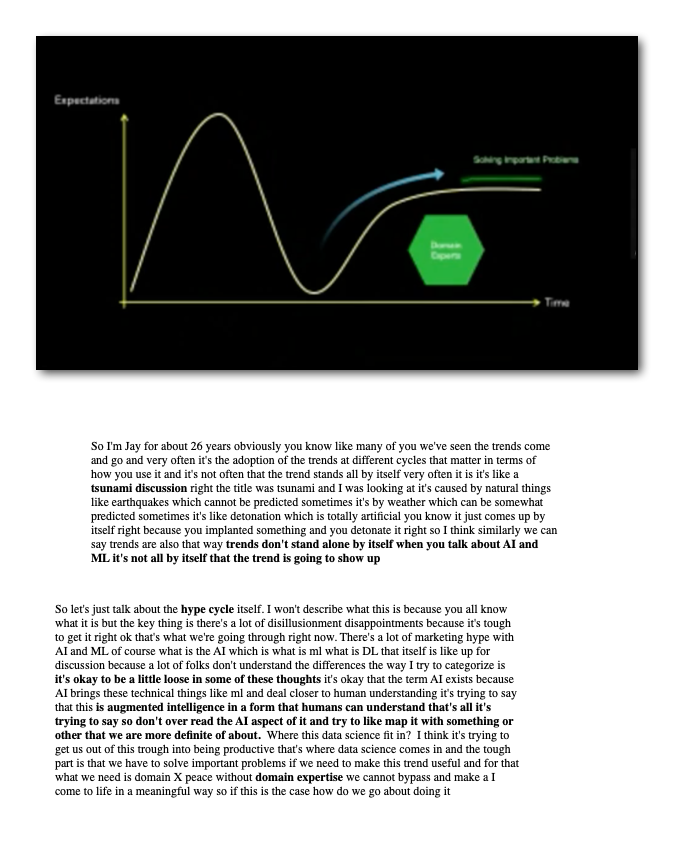 Expectations
Solving Important Problems
Domain
Experts
Time
So I'm Jay for about 26 years obviously you know like many of you we've seen the trends come
and go and very often it's the adoption of the trends at different cycles that matter in terms of
how you use it and it's not often that the trend stands all by itself very often it is it's like a
tsunami discussion right the title was tsunami and I was looking at it's caused by natural things
like earthquakes which cannot be predicted sometimes it's by weather which can be somewhat
predicted sometimes it's like detonation which is totally artificial you know it just comes up by
itself right because you implanted something and you detonate it right so I think similarly we can
say trends are also that way trends don't stand alone by itself when you talk about AI and
ML it's not all by itself that the trend is going to show up
So let's just talk about the hype cycle itself. I won't describe what this is because you all know
what it is but the key thing is there's a lot of disillusionment disappointments because it's tough
to get it right ok that's what we're going through right now. There's a lot of marketing hype with
AI and ML of course what is the AI which is what is ml what is DL that itself is like up for
discussion because a lot of folks don't understand the differences the way I try to categorize is
it's okay to be a little loose in some of these thoughts it's okay that the term AI exists because
AI brings these technical things like ml and deal closer to human understanding it's trying to say
that this is augmented intelligence in a form that humans can understand that's all it's
trying to say so don't over read the AI aspect of it and try to like map it with something or
other that we are more definite of about. Where this data science fit in? I think it's trying to
get us out of this trough into being productive that's where data science comes in and the tough
part is that we have to solve important problems if we need to make this trend useful and for that
what we need is domain X peace without domain expertise we cannot bypass and make a I
come to life in a meaningful way so if this is the case how do we go about doing it